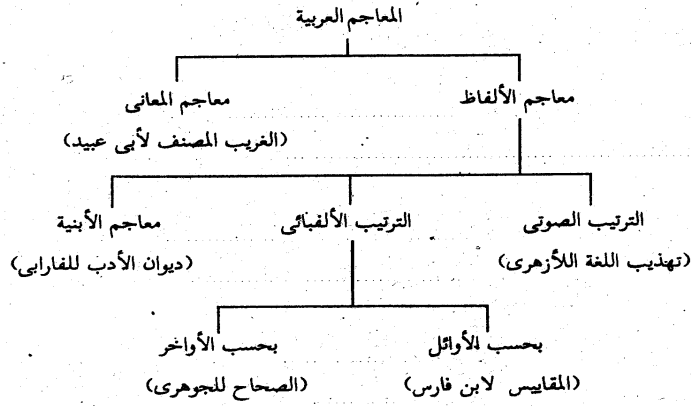 المعاجم العربية
معاجم الألفاظ
معاجم المعانى
(الغريب المصنف لأبى عبيد)
الترتيب الصوتى
الترتيب الألفبائى
معاجم الأبنية
(تهذيب اللغة اللأزهرى)
(ديوان الأدب للفارابى)
بحسب الأوائل
بحسب الأواخر
(المقاييس لابن فارس)
(الصحاح للجوهرى)